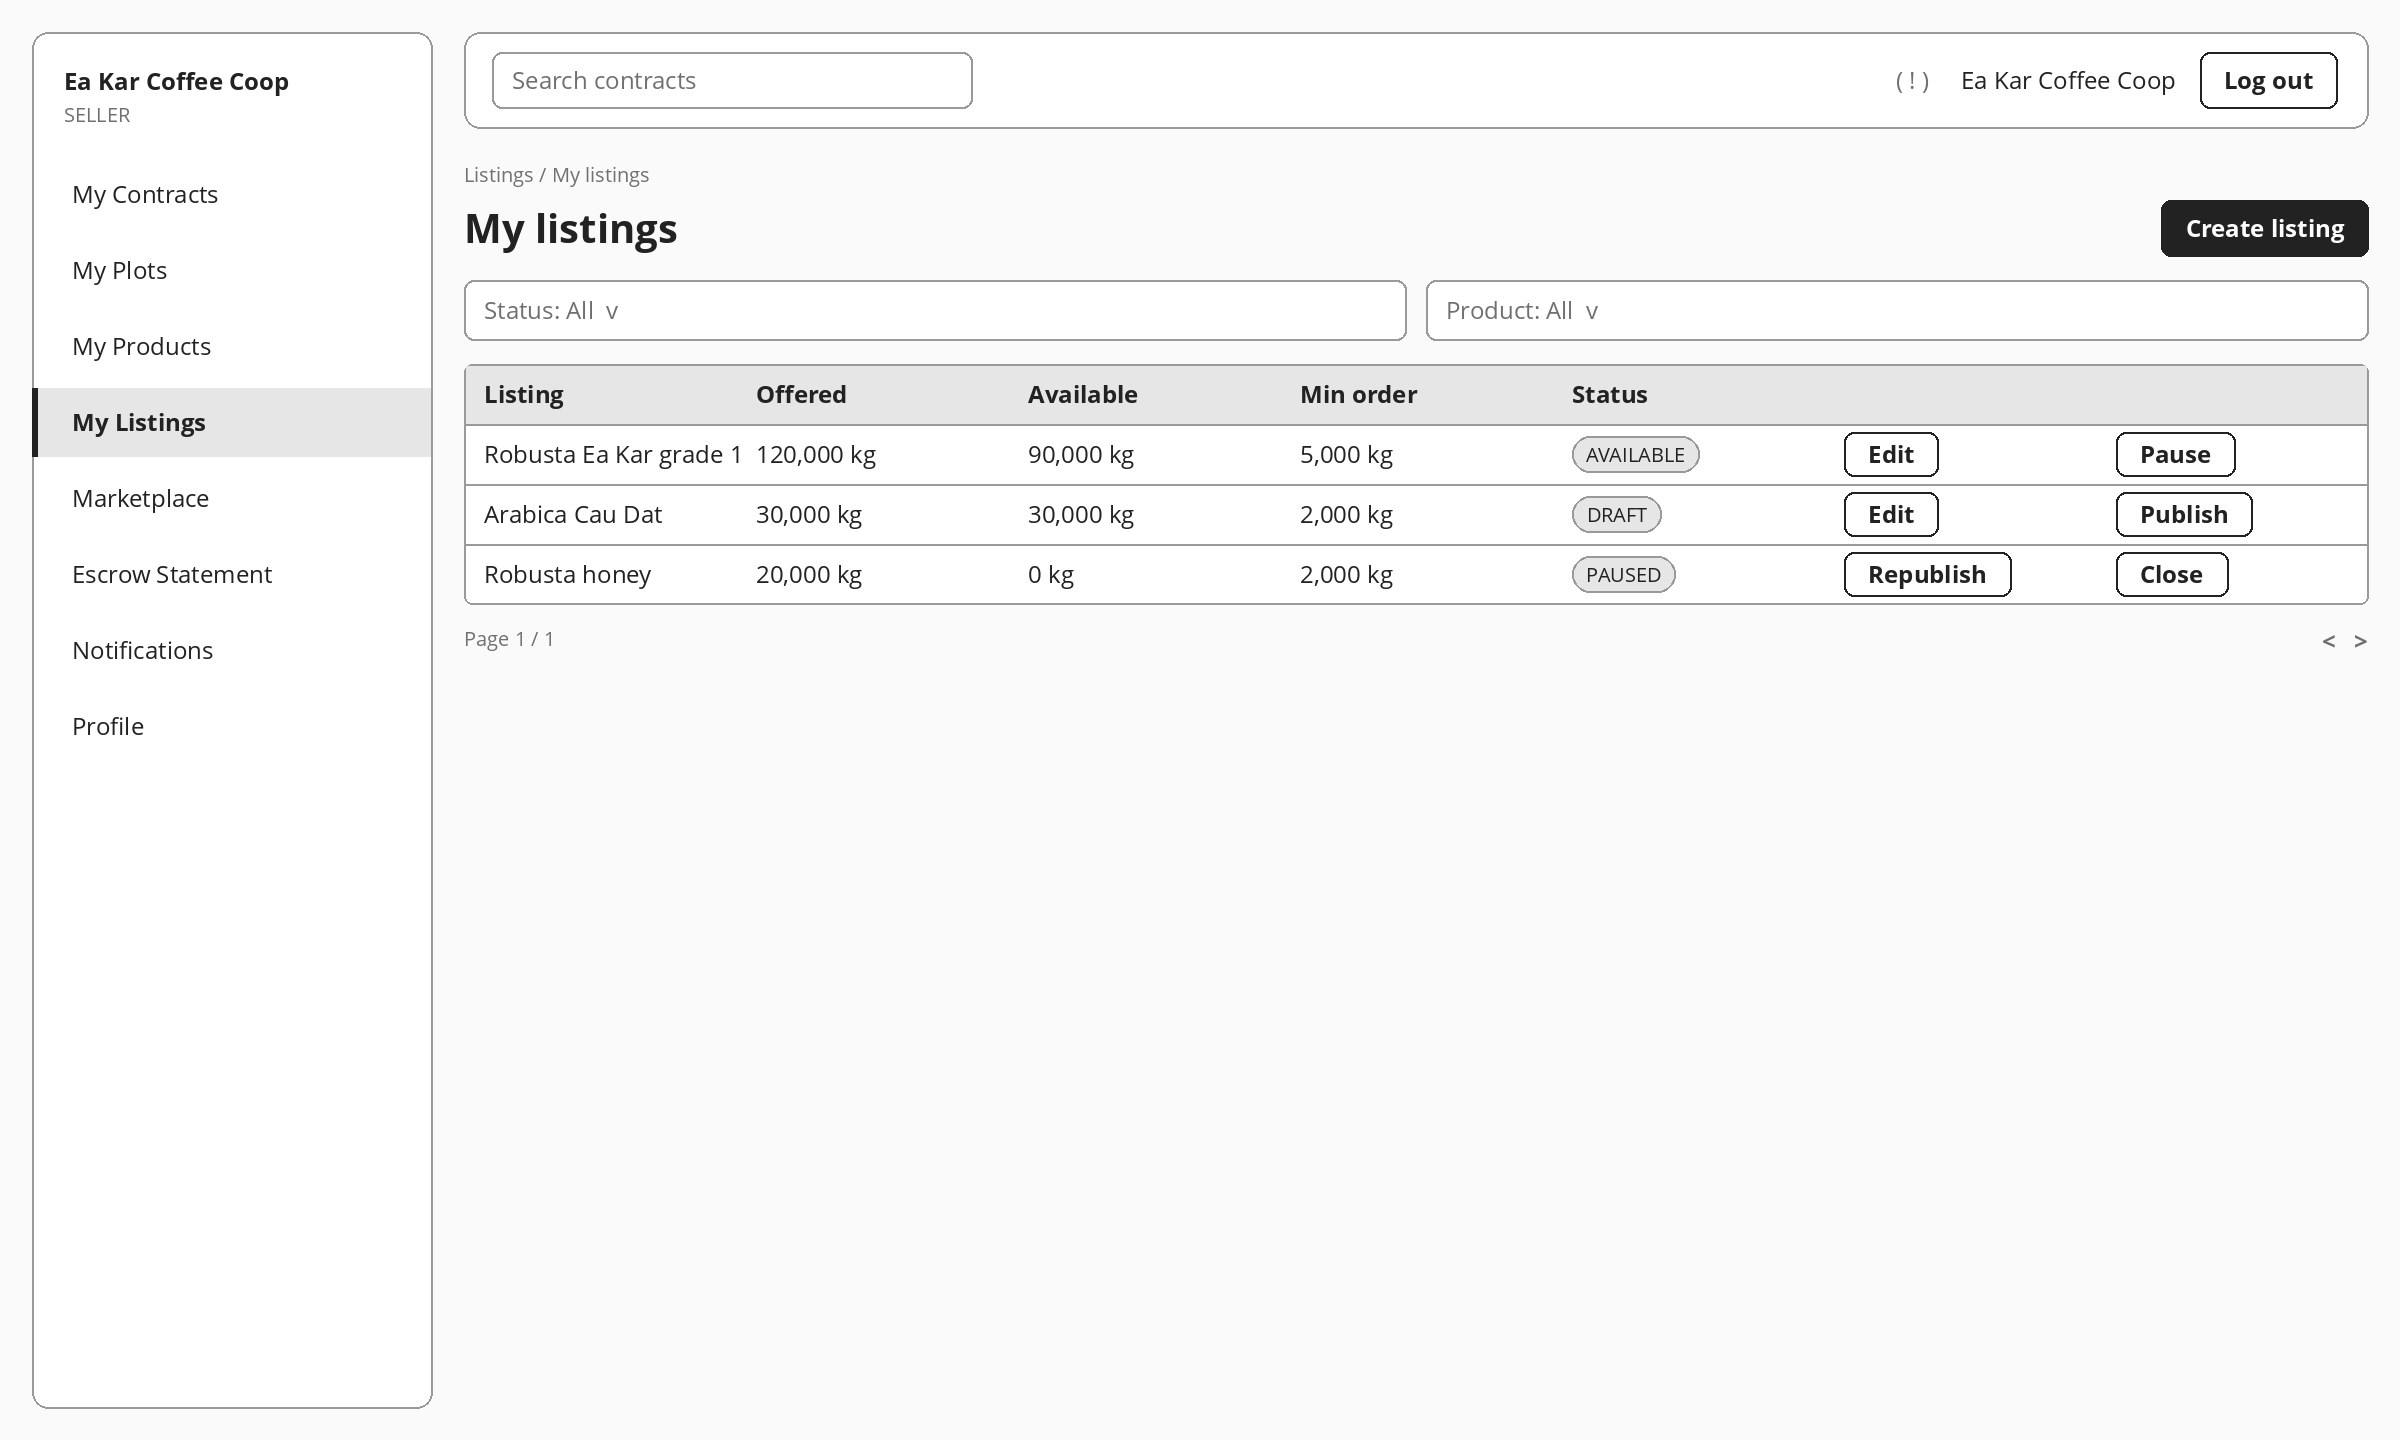 Ea Kar Coffee Coop
SELLER
My Contracts
My Plots
My Products
My Listings
Marketplace
Escrow Statement
Notifications
Profile
Search contracts
( ! )
Ea Kar Coffee Coop
Log out
Listings / My listings
My listings
Create listing
Status: All v
Product: All v
Listing Offered Available Min order Status
Robusta Ea Kar grade 1 120,000 kg 90,000 kg 5,000 kg AVAILABLE Edit Pause
Arabica Cau Dat 30,000 kg 30,000 kg 2,000 kg DRAFT Edit Publish
Robusta honey 20,000 kg 0 kg 2,000 kg PAUSED Republish Close
Page 1 / 1
< >